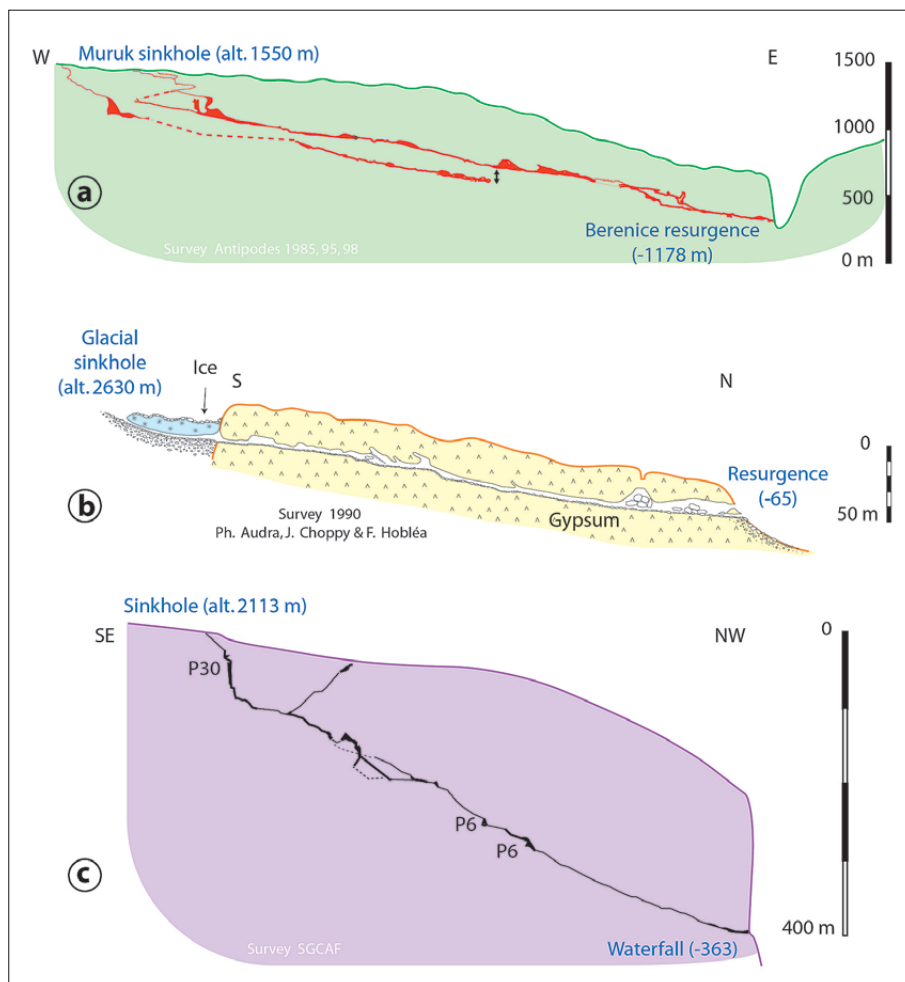 W
Muruk sinkhole (alt. 1550 m)
E
1500
1000
500
0 m
a
Berenice resurgence
(-1178 m)
Survey Antipodes 1985, 95, 98
Glacial
sinkhole
(alt. 2630 m)
Ice
S
N
0
50 m
Resurgence
(-65)
b
Survey 1990
Ph. Audra, J. Choppy & F. Hobléa
Gypsum
Sinkhole (alt. 2113 m)
SE
NW
0
P30
P6
P6
c
400 m
Survey SGCAF
Waterfall (-363)